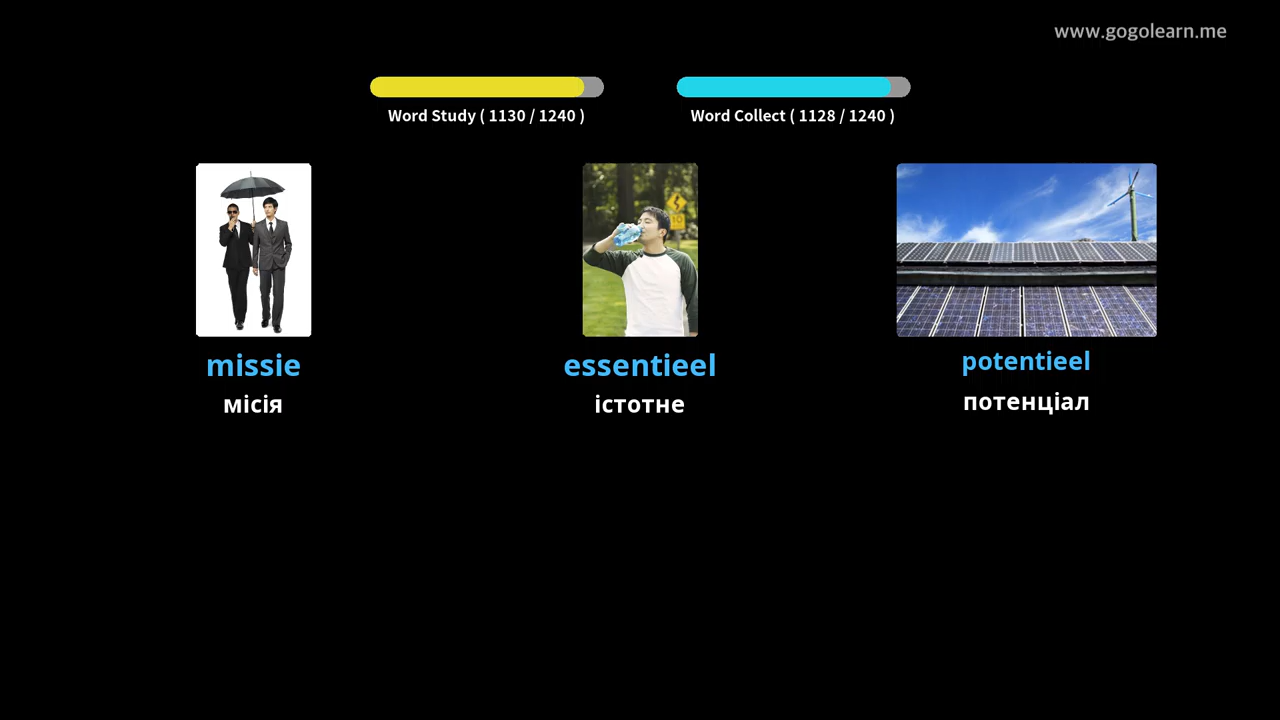 www.gogolearn.me
Word Study ( 1130 / 1240 )
Word Collect ( 1128 / 1240 )
missie
місія
essentieel
істотне
potentieel
потенціал